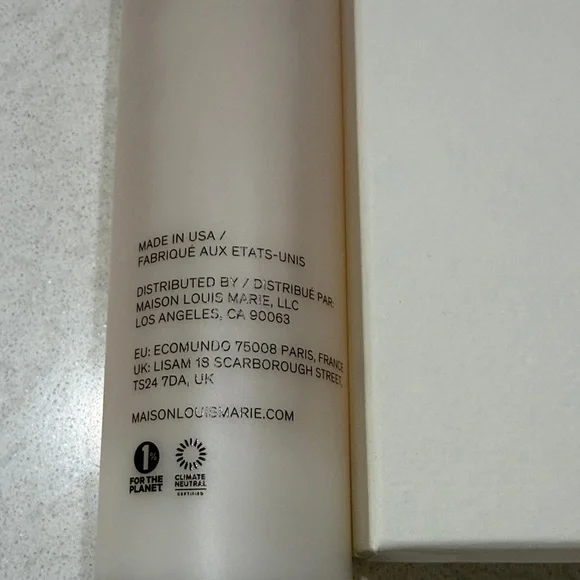 MADE IN USA /
FABRIQUÉ AUX ETATS-UNIS
DISTRIBUTED BY / DISTRIBUÉ PAR:
MAISON LOUIS MARIE, LLC
LOS ANGELES, CA 90063
EU: ECOMUNDO 75008 PARIS, FRANCE
UK: LISAM 18 SCARBOROUGH STREET,
TS24 7DA, UK
MAISONLOUISMARIE.COM
1%
FOR THE
PLANET
CLIMATE
NEUTRAL
CERTIFIED